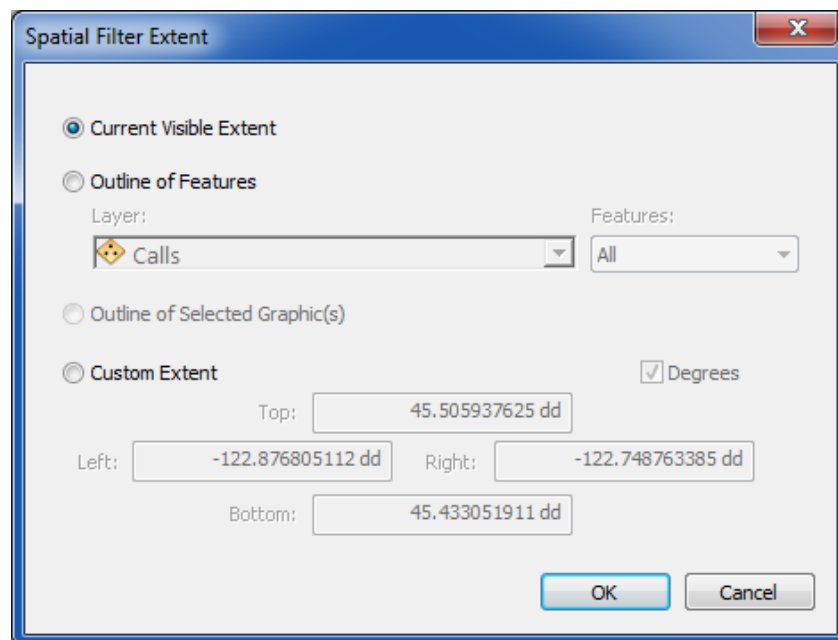 Spatial Filter Extent
Current Visible Extent
Outline of Features
Layer: Features:
Calls All
Outline of Selected Graphic(s)
Custom Extent Degrees
Top: 45.505937625 dd
Left: -122.876805112 dd Right: -122.748763385 dd
Bottom: 45.433051911 dd
OK Cancel